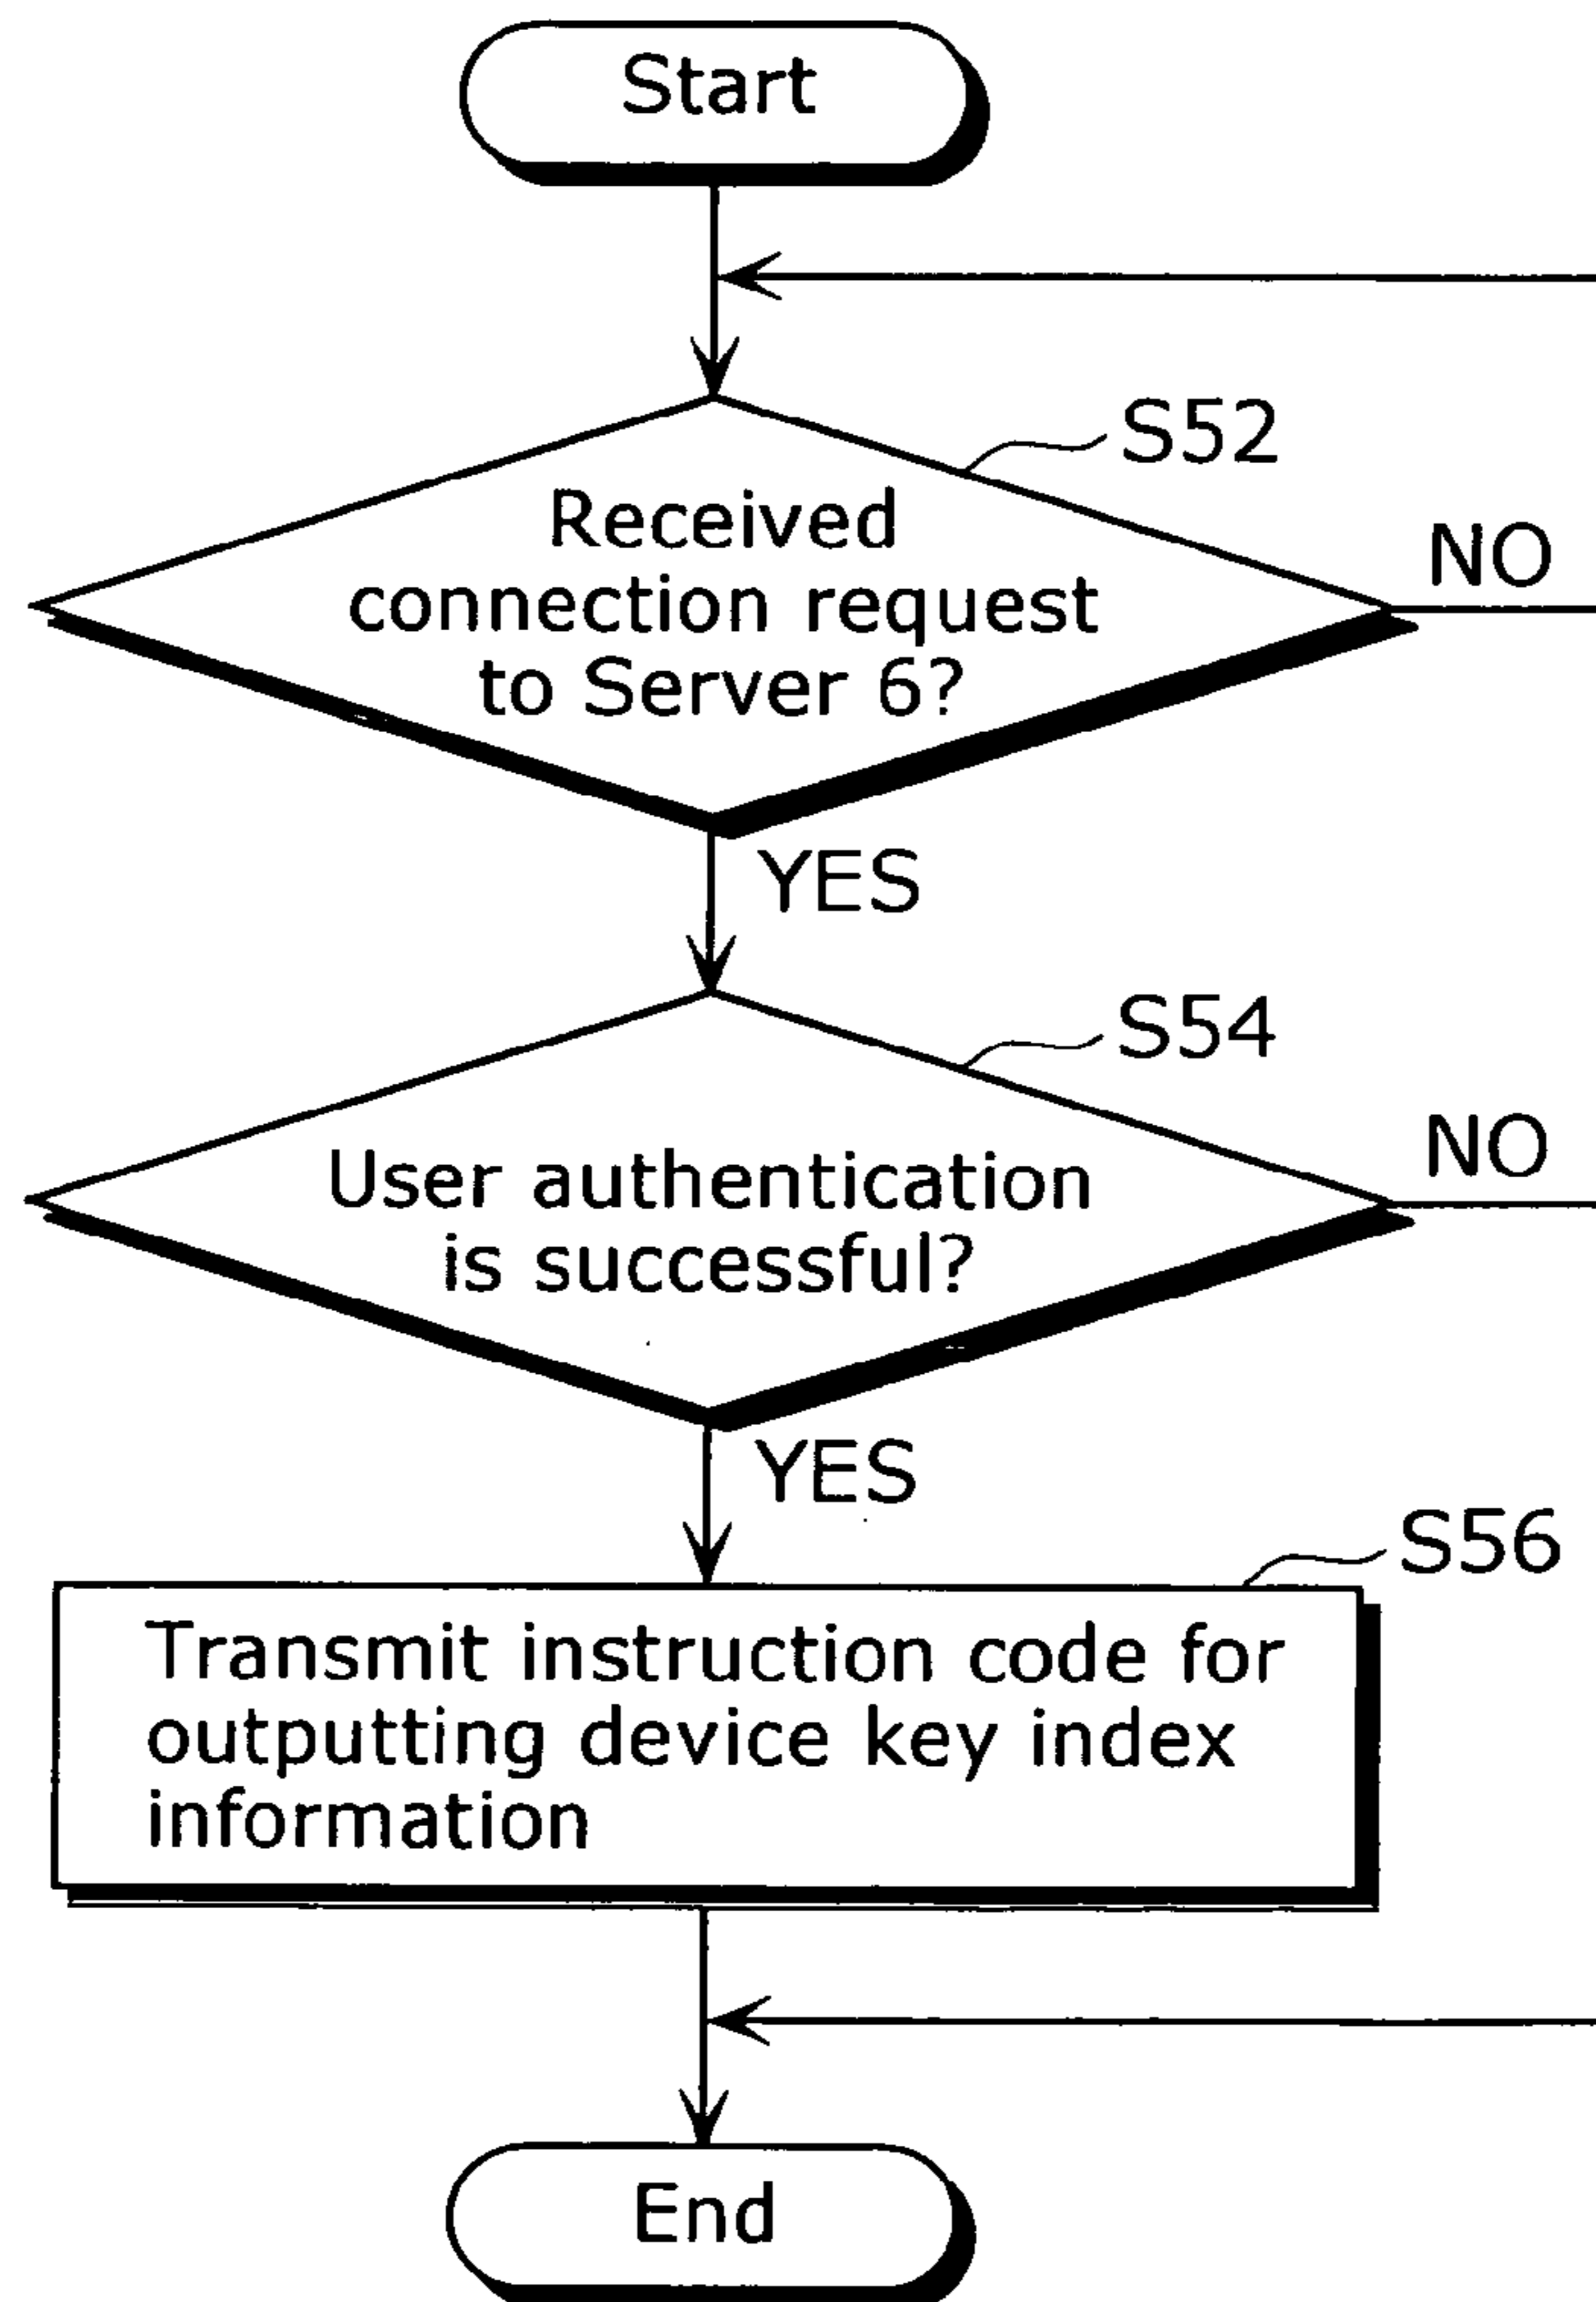 Start
S52
Received
connection request
to Server 6?
NO
YES
S54
User authentication
is successful?
NO
YES
S56
Transmit instruction code for
outputting device key index
information
End